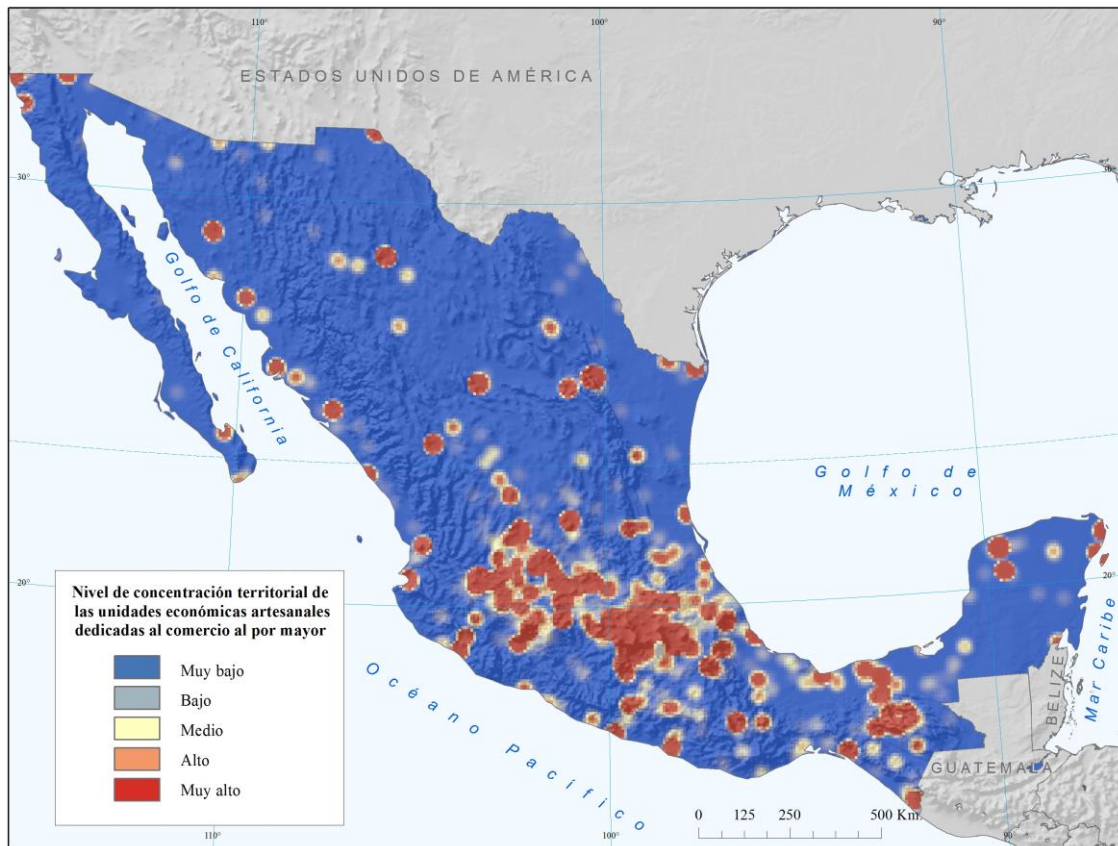 110°
100°
90°
ESTADOS UNIDOS DE AMÉRICA
30°
Golfo de California
Golfo de
México
20°
20°
Nivel de concentración territorial de
las unidades económicas artesanales
dedicadas al comercio al por mayor
Muy bajo
Bajo
Medio
Alto
Muy alto
Océano Pacífico
Mar Caribe
BELIZE
GUATEMALA
0 125 250 500 Km.
110°
100°
90°